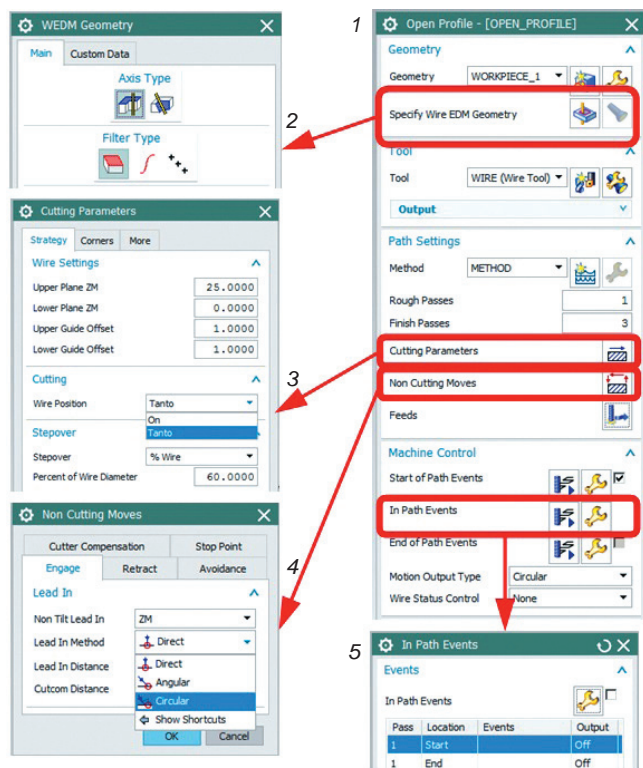 WEDM Geometry
Main
Custom Data
Axis Type
Filter Type
2
Cutting Parameters
Strategy
Corners
More
Wire Settings
Upper Plane ZM
25.0000
Lower Plane ZM
0.0000
Upper Guide Offset
1.0000
Lower Guide Offset
1.0000
Cutting
Wire Position
Tanto
On
Tanto
Stepover
Stepover
% Wire
Percent of Wire Diameter
60.0000
3
Non Cutting Moves
Cutter Compensation
Stop Point
Engage
Retract
Avoidance
Lead In
Non Tilt Lead In
ZM
Lead In Method
Direct
Lead In Distance
Direct
Angular
Cutcom Distance
Circular
Show Shortcuts
OK
Cancel
4
1
Open Profile - [OPEN_PROFILE]
Geometry
Geometry
WORKPIECE_1
Specify Wire EDM Geometry
Tool
Tool
WIRE (Wire Tool)
Output
Path Settings
Method
METHOD
Rough Passes
1
Finish Passes
3
Cutting Parameters
Non Cutting Moves
Feeds
Machine Control
Start of Path Events
In Path Events
End of Path Events
Motion Output Type
Circular
Wire Status Control
None
5
In Path Events
Events
In Path Events
Pass Location Events Output
1 Start Off
1 End Off